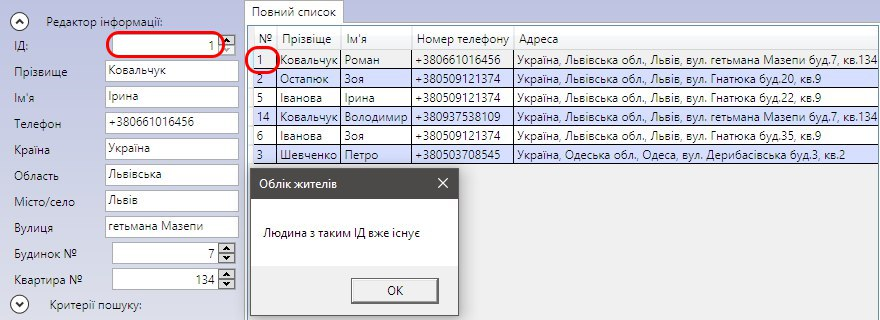 Редактор інформації:
ІД: 1
Прізвище Ковальчук
Ім'я Ірина
Телефон +380661016456
Країна Україна
Область Львівська
Місто/село Львів
Вулиця гетьмана Мазепи
Будинок № 7
Квартира № 134
Критерії пошуку:
Повний список
№ Прізвіще Ім'я Номер телефону Адреса
1 Ковальчук Роман +380661016456 Україна, Львівська обл., Львів, вул. гетьмана Мазепи буд.7, кв.134
2 Остапюк Зоя +380509121374 Україна, Львівська обл., Львів, вул. Гнатюка буд.20, кв.9
5 Іванова Ірина +380509121374 Україна, Львівська обл., Львів, вул. Гнатюка буд.22, кв.9
14 Ковальчук Володимир +380937538109 Україна, Львівська обл., Львів, вул. гетьмана Мазепи буд.7, кв.134
6 Іванова Зоя +380509121374 Україна, Львівська обл., Львів, вул. Гнатюка буд.35, кв.9
3 Шевченко Петро +380503708545 Україна, Одеська обл., Одеса, вул. Дерибасівська буд.3, кв.2
Облік жителів
Людина з таким ІД вже існує
OK